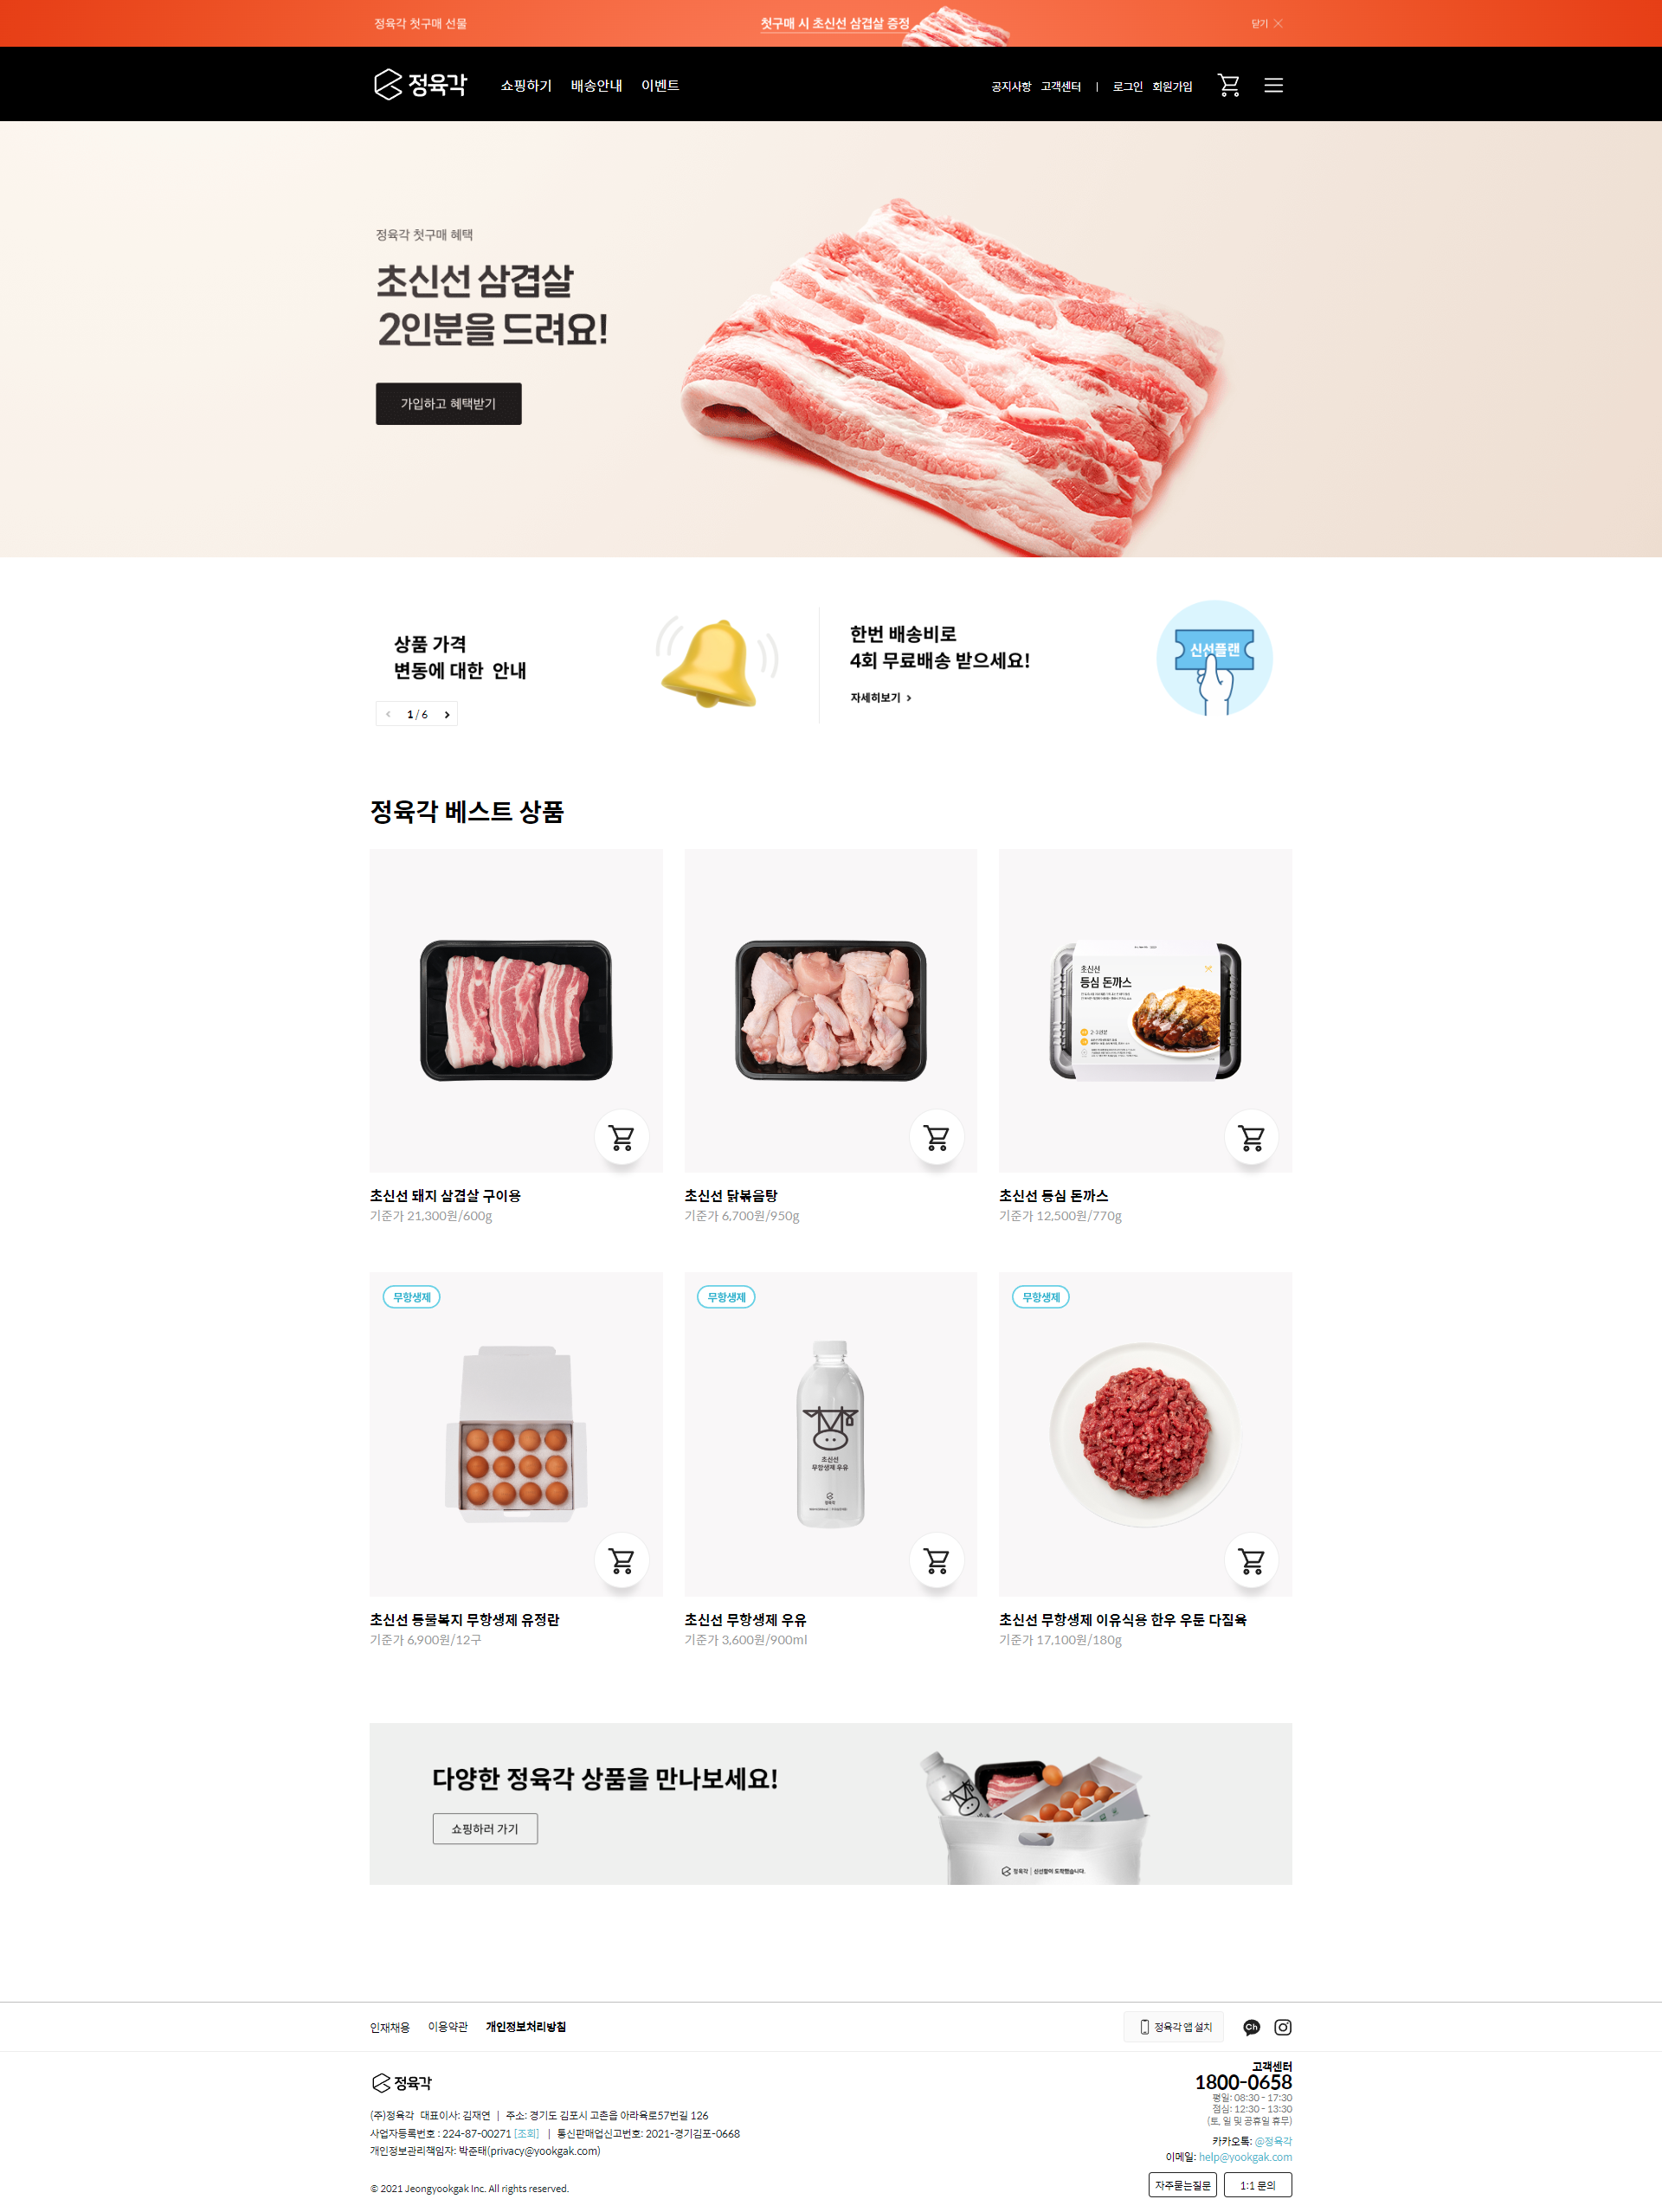 정육각 첫구매 선물
첫구매 시 초신선 삼겹살 증정
닫기
정육각
쇼핑하기 배송안내 이벤트
공지사항 고객센터 | 로그인 회원가입
정육각 첫구매 혜택
초신선 삼겹살
2인분을 드려요!
가입하고 혜택받기
상품 가격
변동에 대한 안내
1 / 6
한번 배송비로
4회 무료배송 받으세요!
자세히보기
신선플랜
정육각 베스트 상품
초신선
등심 돈까스
2-3인분
초신선 돼지 삼겹살 구이용
기준가 21,300원/600g
초신선 닭볶음탕
기준가 6,700원/950g
초신선 등심 돈까스
기준가 12,500원/770g
무항생제
무항생제
무항생제
초신선
무항생제 우유
정육각
초신선 동물복지 무항생제 유정란
기준가 6,900원/12구
초신선 무항생제 우유
기준가 3,600원/900ml
초신선 무항생제 이유식용 한우 우둔 다짐육
기준가 17,100원/180g
다양한 정육각 상품을 만나보세요!
쇼핑하러 가기
정육각 | 신선함이 도착했습니다.
인재채용 이용약관 개인정보처리방침
정육각 앱 설치
Ch
정육각
(주)정육각 대표이사: 김재연 | 주소: 경기도 김포시 고촌읍 아라육로57번길 126
사업자등록번호 : 224-87-00271 [조회] | 통신판매업신고번호: 2021-경기김포-0668
개인정보관리책임자: 박준태(privacy@yookgak.com)
© 2021 Jeongyookgak Inc. All rights reserved.
고객센터
1800-0658
평일: 08:30 - 17:30
점심: 12:30 - 13:30
(토, 일 및 공휴일 휴무)
카카오톡: @정육각
이메일: help@yookgak.com
자주묻는질문
1:1 문의